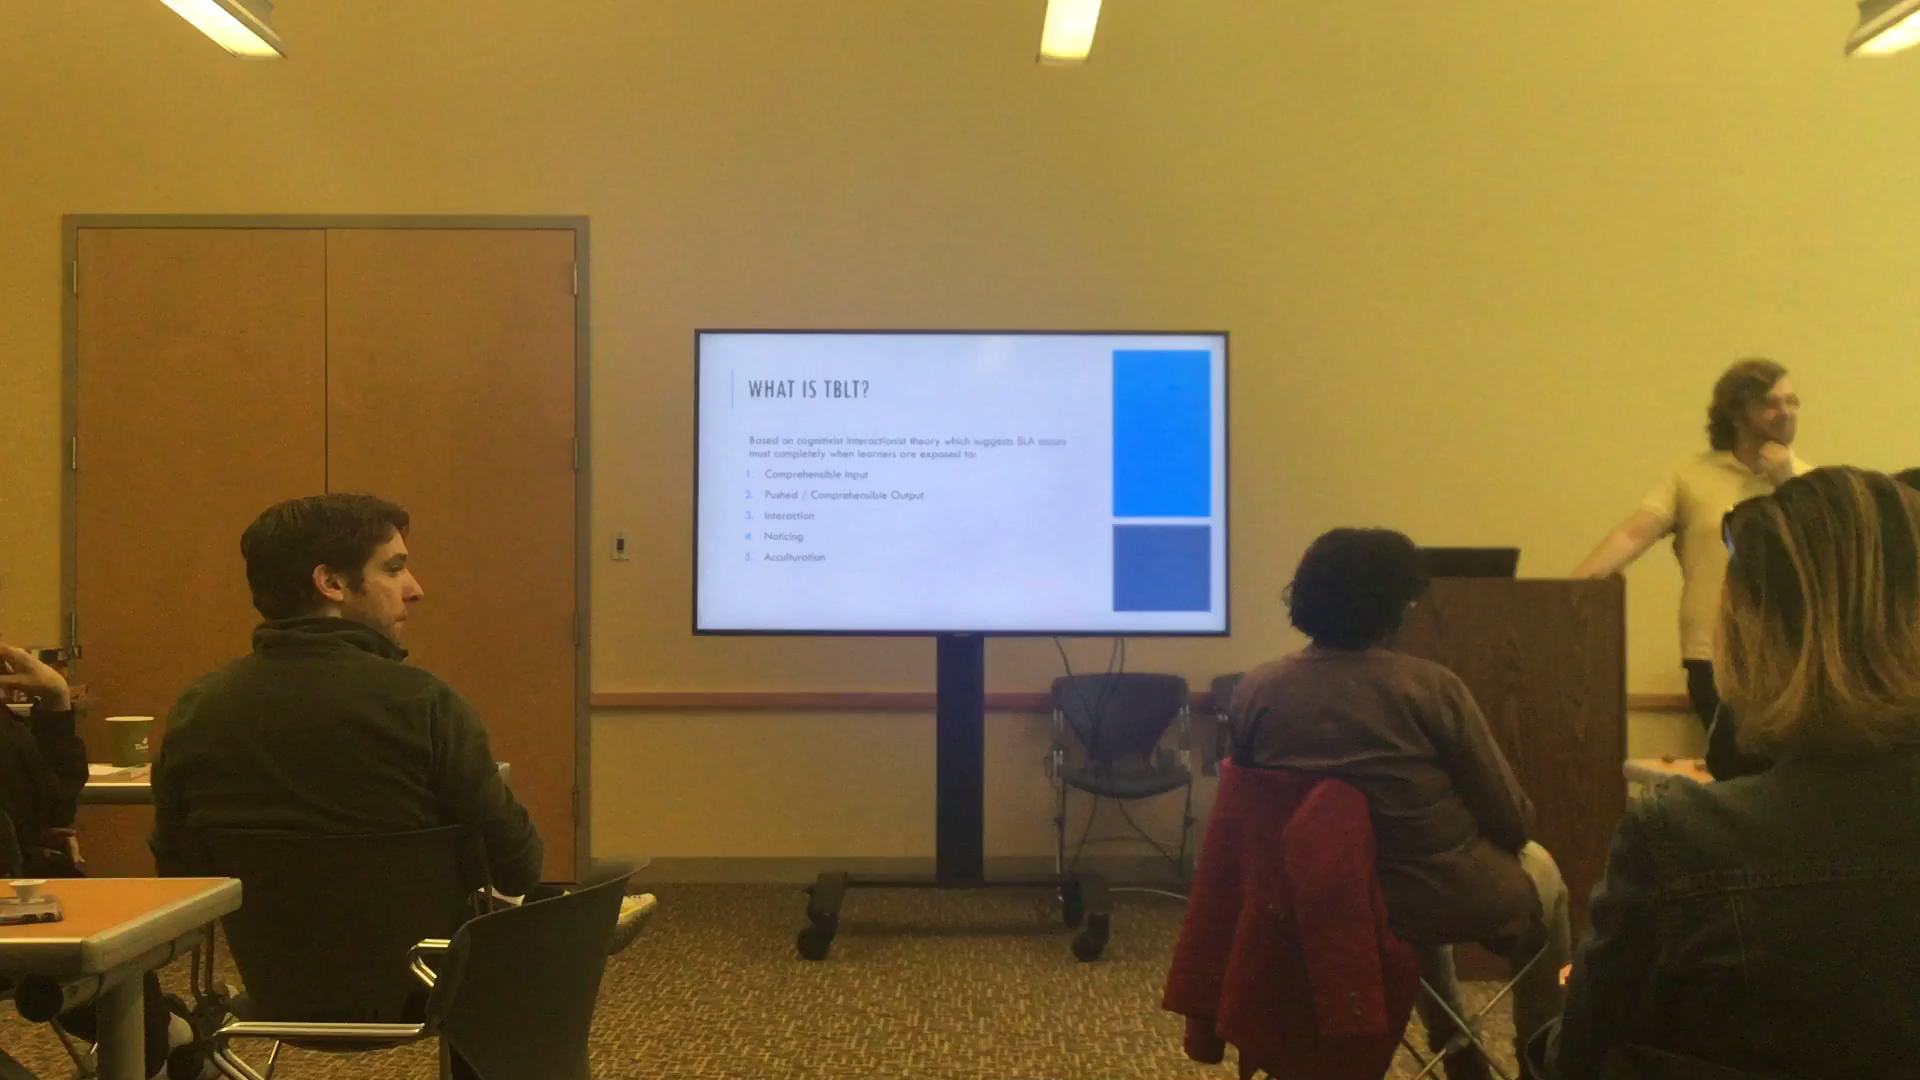 WHAT IS TBLT?
Based on cognitivist interactionist theory which suggests SLA occurs
most completely when learners are exposed to:
1. Comprehensible Input
2. Pushed / Comprehensible Output
3. Interaction
4. Noticing
5. Acculturation